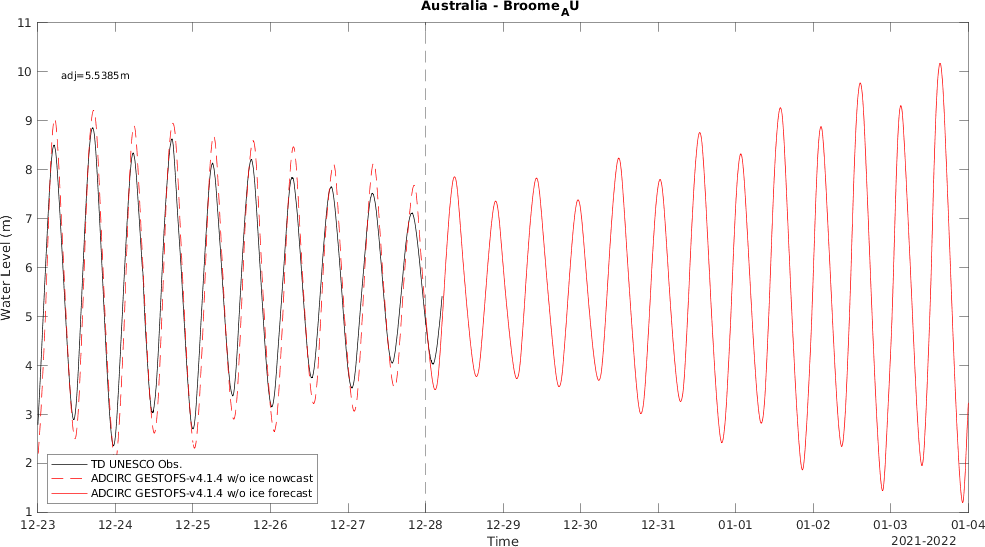 Australia - Broome_AU
adj=5.5385m
11
10
9
8
7
6
5
4
3
2
1
Water Level (m)
TD UNESCO Obs.
ADCIRC GESTOFS-v4.1.4 w/o ice nowcast
ADCIRC GESTOFS-v4.1.4 w/o ice forecast
12-23 12-24 12-25 12-26 12-27 12-28 12-29 12-30 12-31 01-01 01-02 01-03 01-04
Time
2021-2022